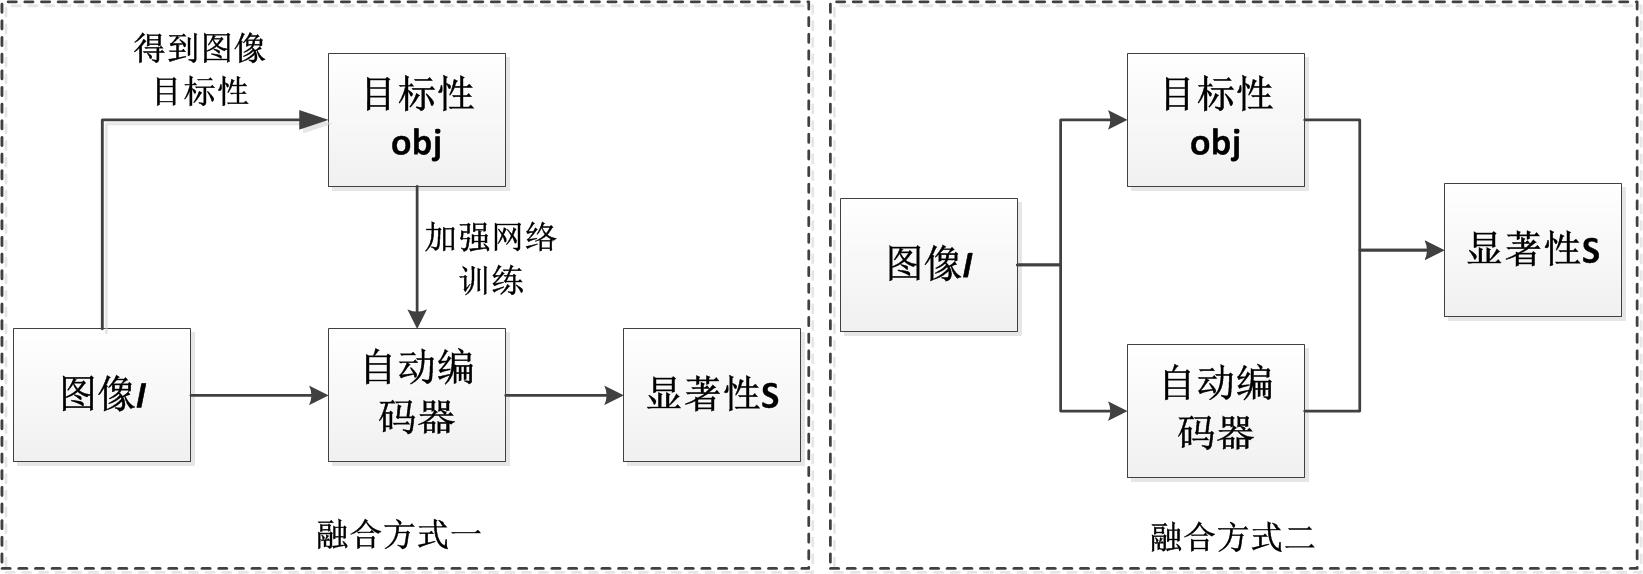 得到图像
目标性
目标性
obj
加强网络
训练
图像I
自动编
码器
显著性S
融合方式一
目标性
obj
图像I
显著性S
自动编
码器
融合方式二